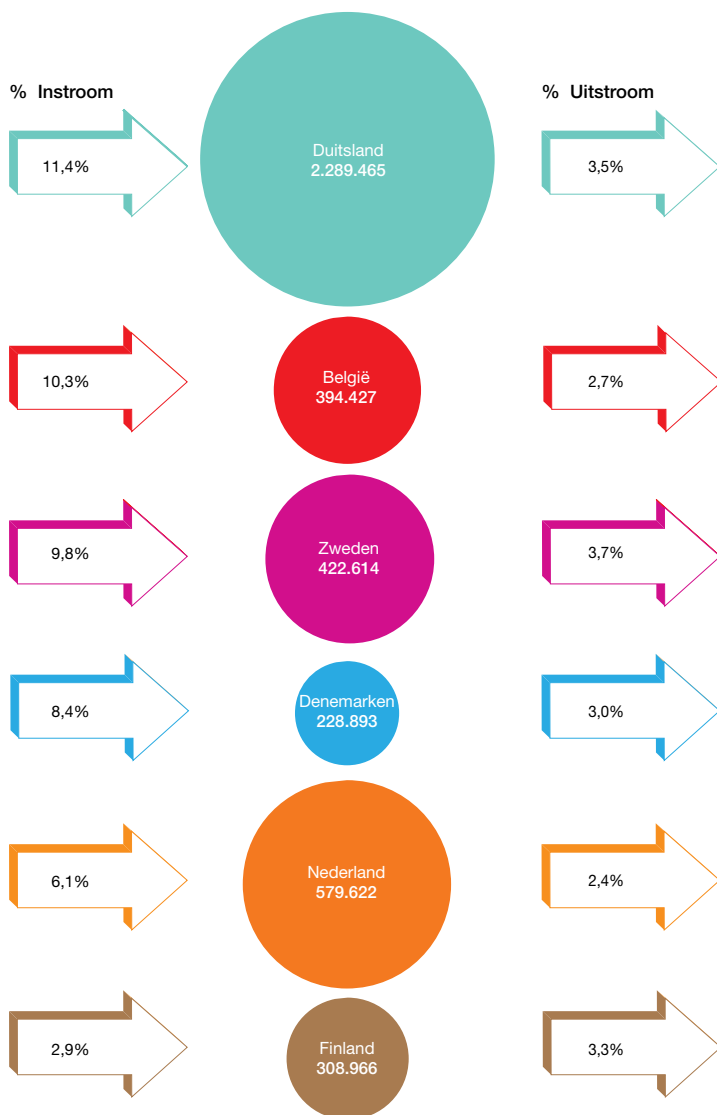 % Instroom
% Uitstroom
11,4%
Duitsland
2.289.465
3,5%
10,3%
België
394.427
2,7%
9,8%
Zweden
422.614
3,7%
8,4%
Denemarken
228.893
3,0%
6,1%
Nederland
579.622
2,4%
2,9%
Finland
308.966
3,3%